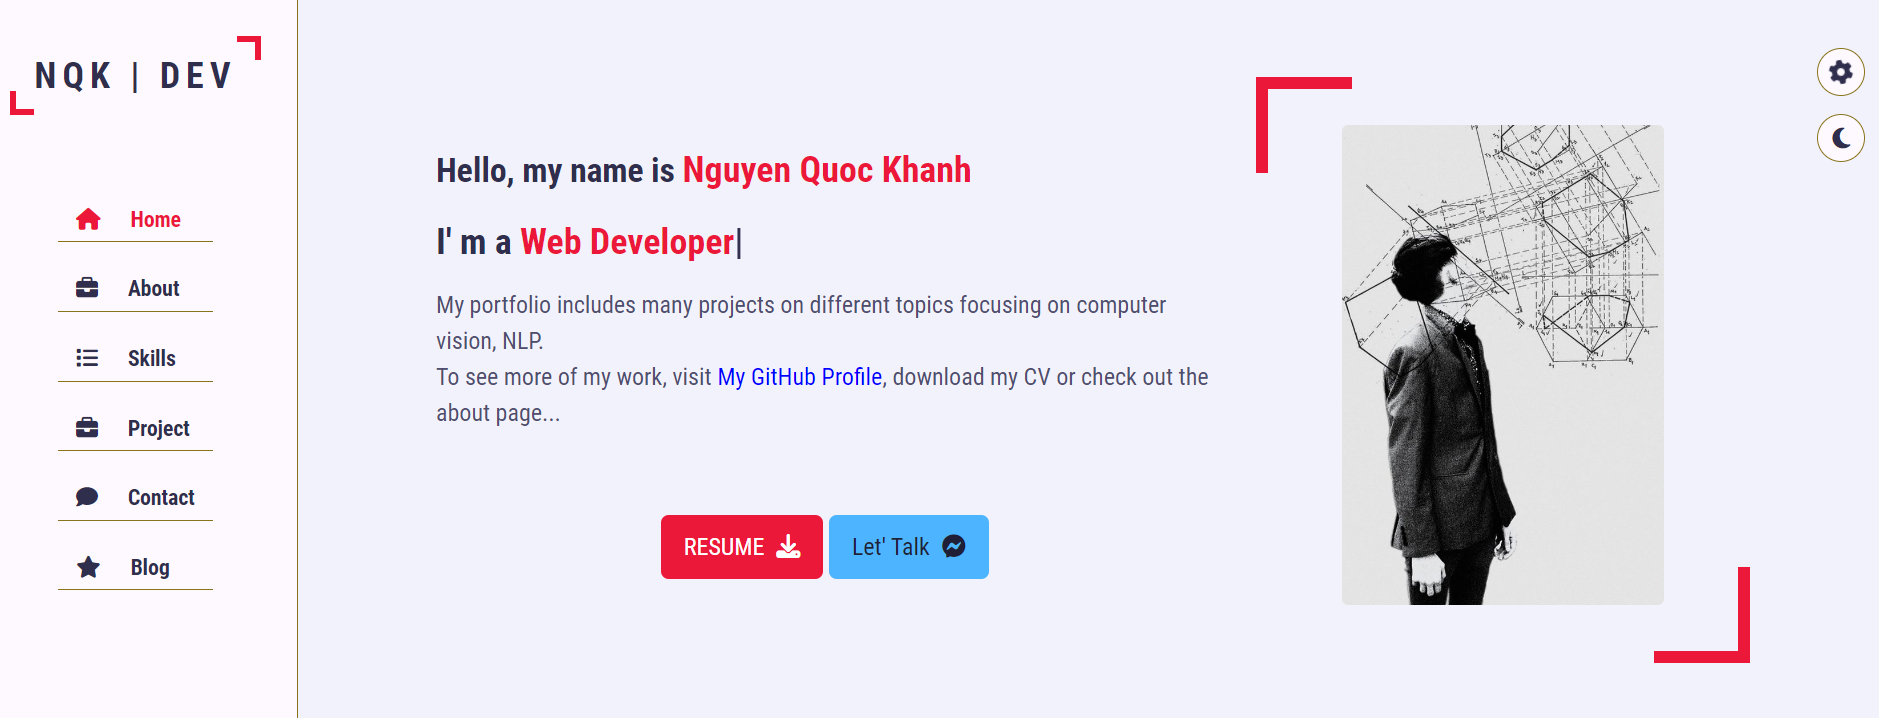 NQK | DEV
Home
About
Skills
Project
Contact
Blog
Hello, my name is Nguyen Quoc Khanh
I' m a Web Developer|
My portfolio includes many projects on different topics focusing on computer
vision, NLP.
To see more of my work, visit My GitHub Profile, download my CV or check out the
about page...
RESUME
Let' Talk